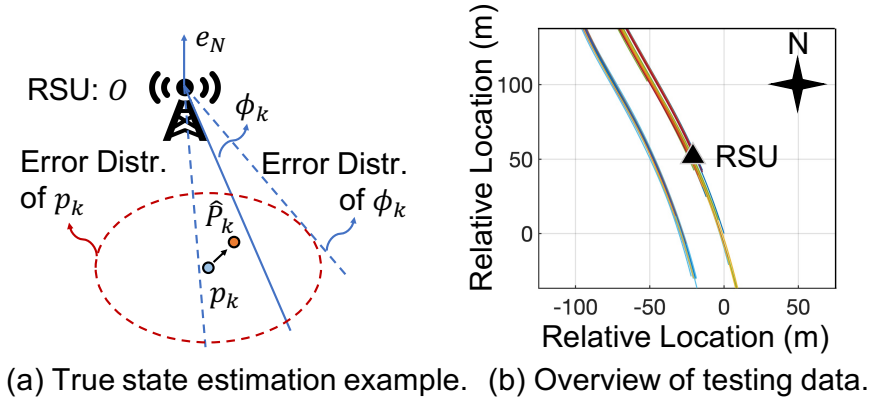 e_N
RSU: O
ϕ_k
Error Distr.
of p_k
Error Distr.
of ϕ_k
P̂_k
p_k
(a) True state estimation example.
N
100
50
0
RSU
-100 -50 0 50
Relative Location (m)
Relative Location (m)
(b) Overview of testing data.